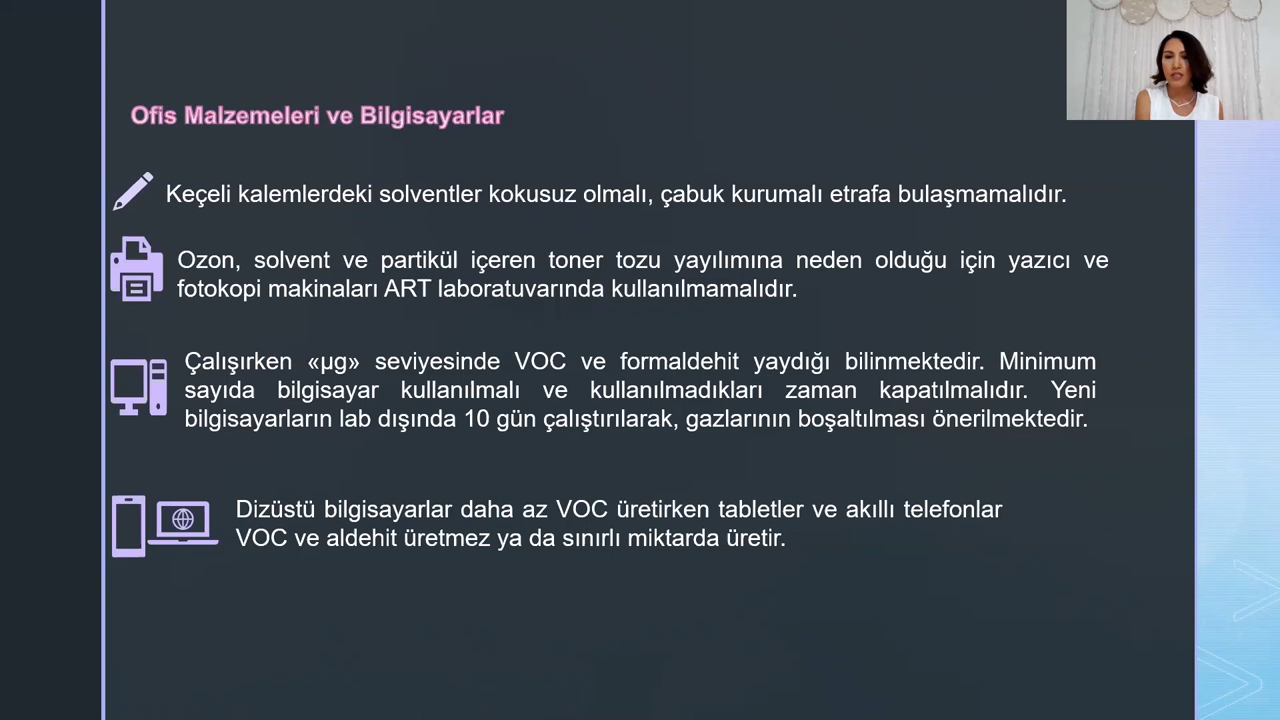 Ofis Malzemeleri ve Bilgisayarlar
Keçeli kalemlerdeki solventler kokusuz olmalı, çabuk kurumalı etrafa bulaşmamalıdır.
Ozon, solvent ve partikül içeren toner tozu yayılımına neden olduğu için yazıcı ve
fotokopi makinaları ART laboratuvarında kullanılmamalıdır.
Çalışırken «µg» seviyesinde VOC ve formaldehit yaydığı bilinmektedir. Minimum
sayıda bilgisayar kullanılmalı ve kullanılmadıkları zaman kapatılmalıdır. Yeni
bilgisayarların lab dışında 10 gün çalıştırılarak, gazlarının boşaltılması önerilmektedir.
Dizüstü bilgisayarlar daha az VOC üretirken tabletler ve akıllı telefonlar
VOC ve aldehit üretmez ya da sınırlı miktarda üretir.